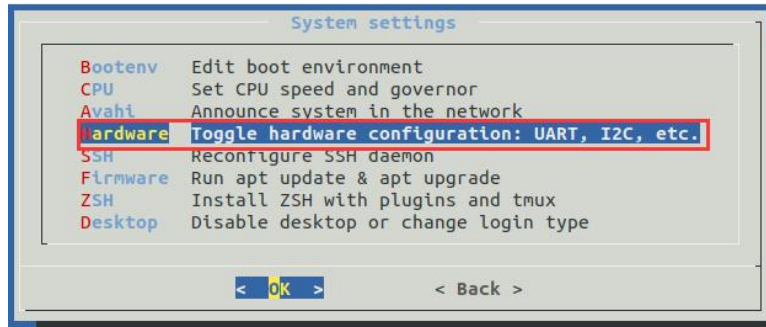 System settings
Bootenv Edit boot environment
CPU Set CPU speed and governor
Avahi Announce system in the network
Hardware Toggle hardware configuration: UART, I2C, etc.
SSH Reconfigure SSH daemon
Firmware Run apt update & apt upgrade
ZSH Install ZSH with plugins and tmux
Desktop Disable desktop or change login type
< OK > < Back >